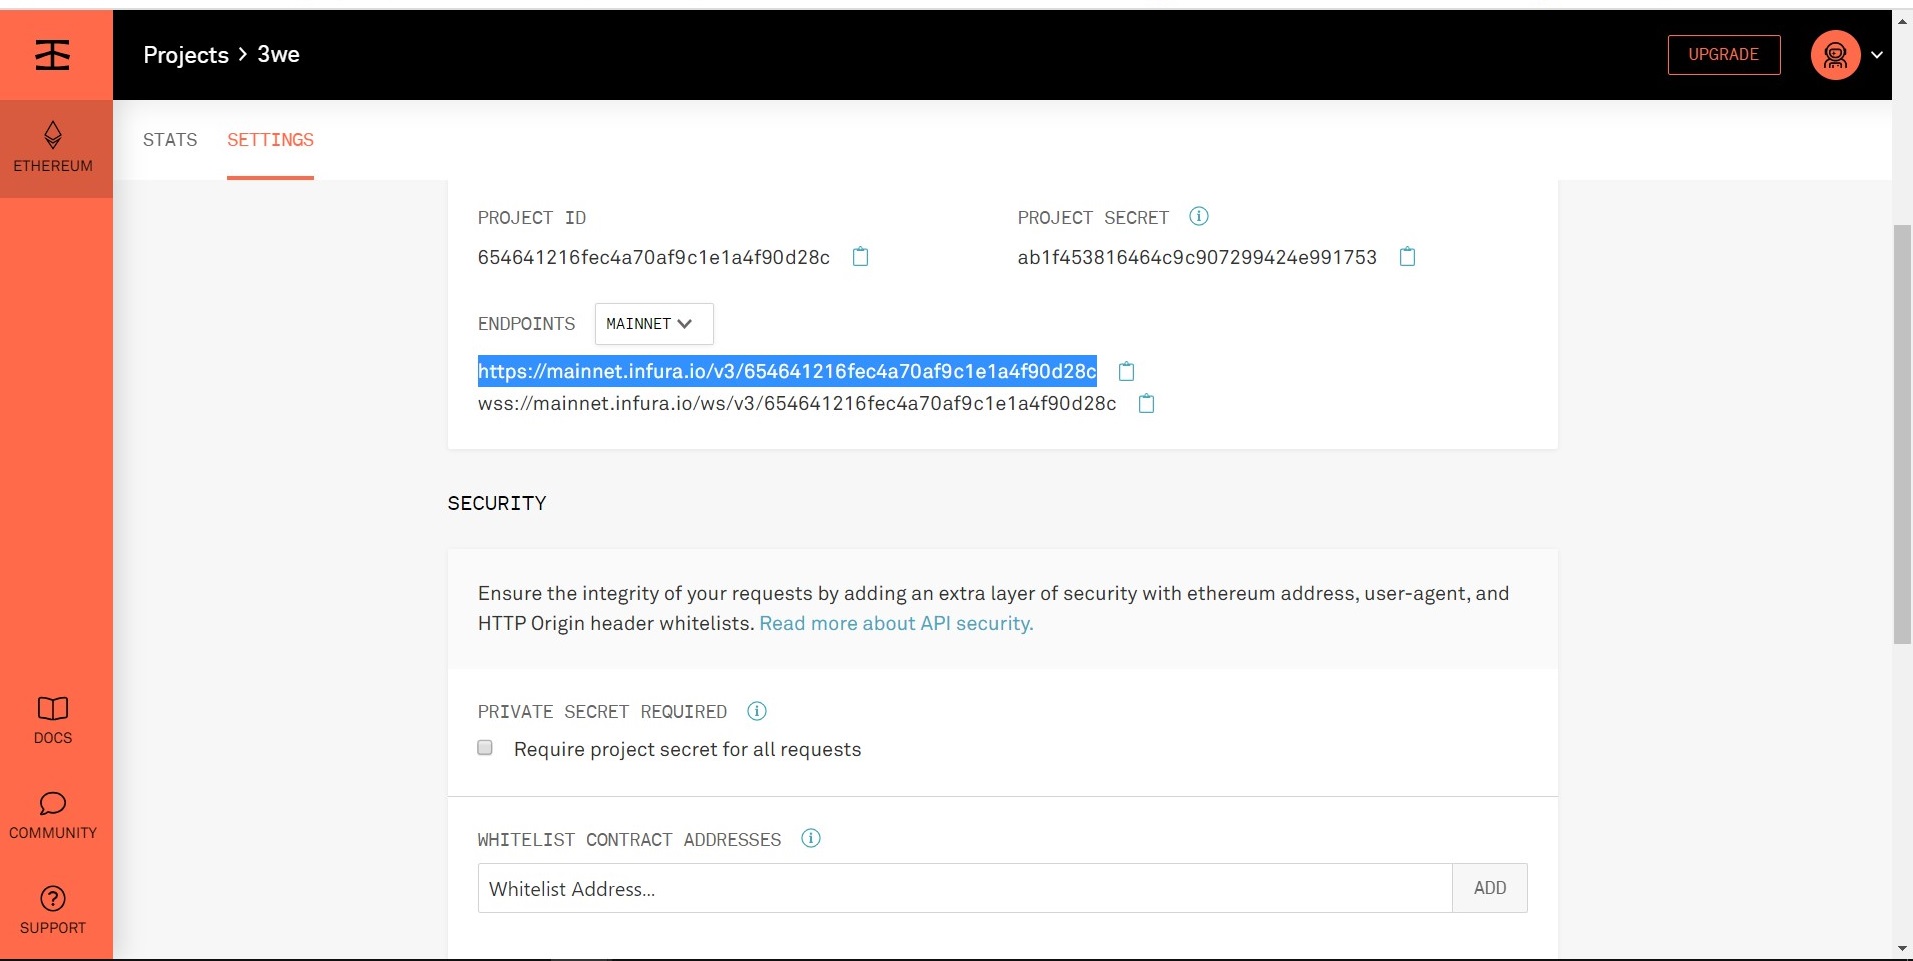 Projects > 3we
UPGRADE
ETHEREUM
STATS SETTINGS
PROJECT ID
654641216fec4a70af9c1e1a4f90d28c
PROJECT SECRET
ab1f453816464c9c907299424e991753
ENDPOINTS MAINNET
https://mainnet.infura.io/v3/654641216fec4a70af9c1e1a4f90d28c
wss://mainnet.infura.io/ws/v3/654641216fec4a70af9c1e1a4f90d28c
SECURITY
Ensure the integrity of your requests by adding an extra layer of security with ethereum address, user-agent, and
HTTP Origin header whitelists. Read more about API security.
PRIVATE SECRET REQUIRED
Require project secret for all requests
WHITELIST CONTRACT ADDRESSES
Whitelist Address...
ADD
DOCS
COMMUNITY
SUPPORT